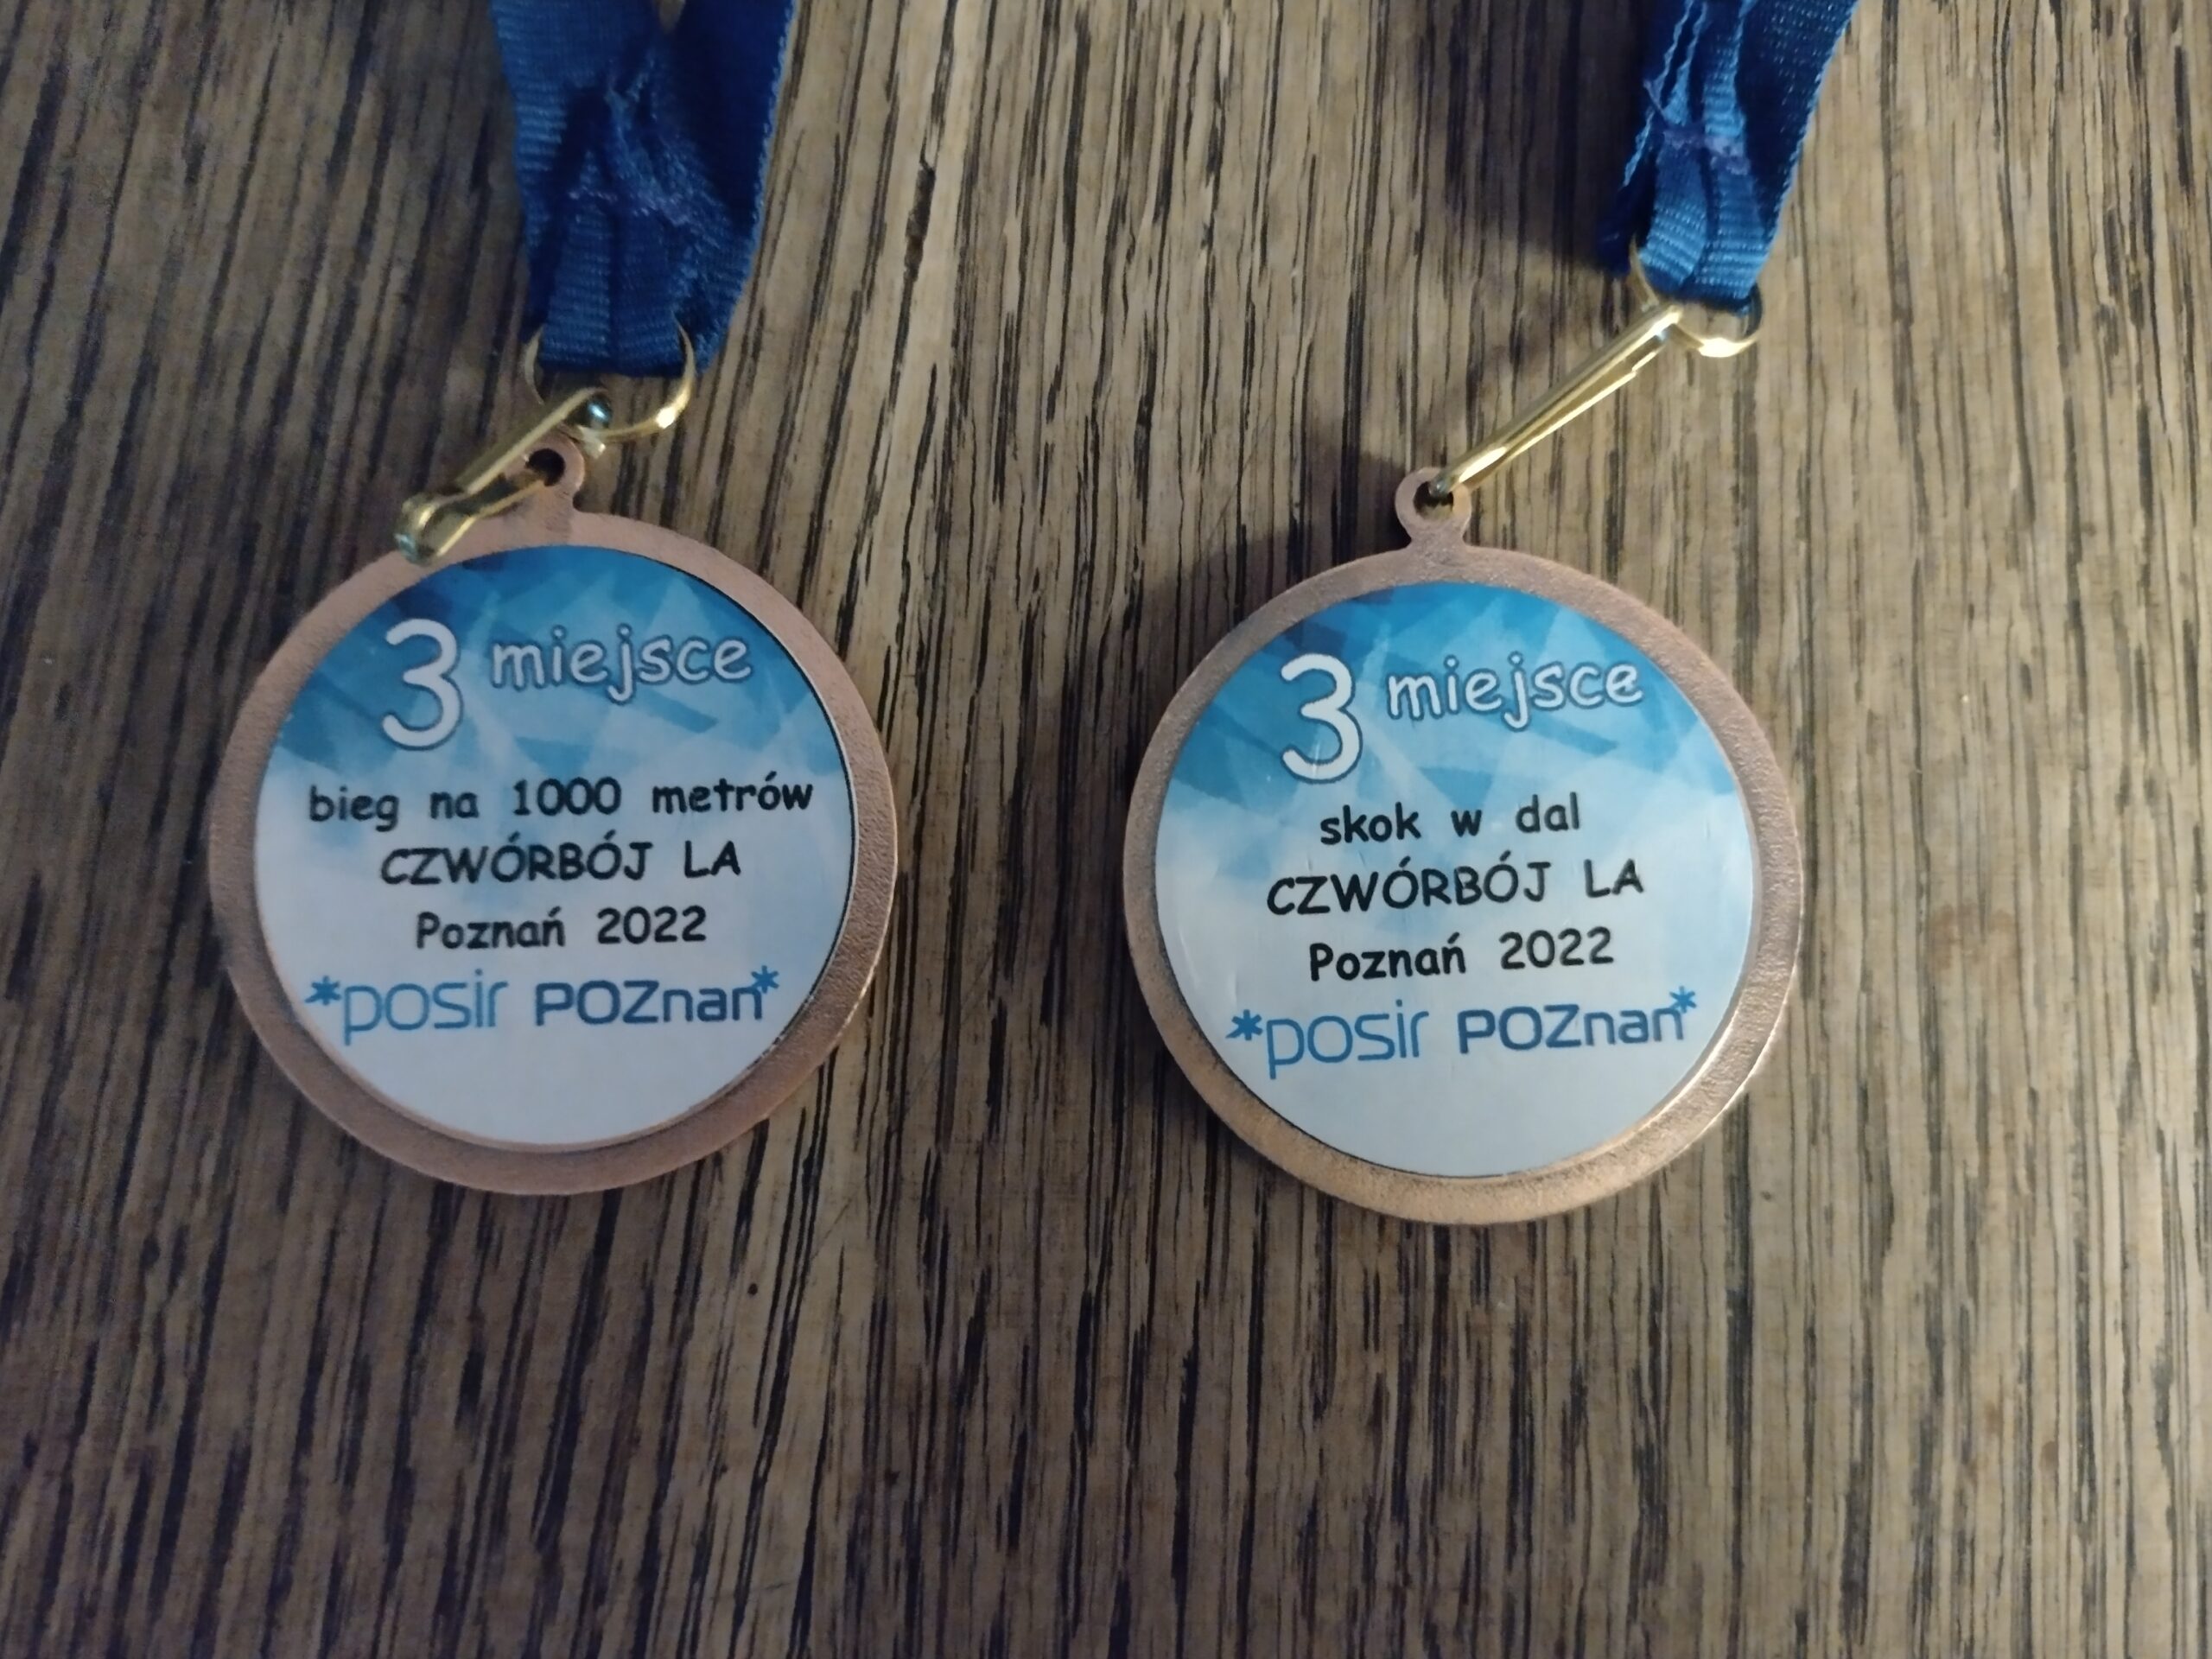 3 miejsce
bieg na 1000 metrów
CZWÓRBÓJ LA
Poznań 2022
*posir POZnan*
3 miejsce
skok w dal
CZWÓRBÓJ LA
Poznań 2022
*posir POZnan*